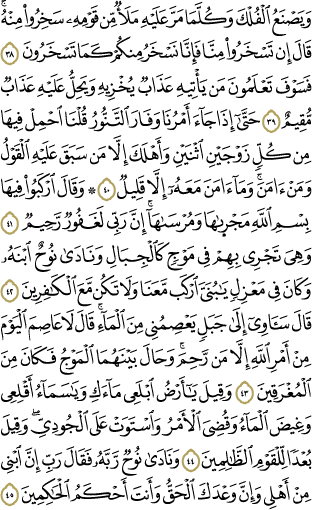 وَيَصْنَعُ ٱلْفُلْكَ وَكُلَّمَا مَرَّ عَلَيْهِ مَلَأٌ مِّن قَوْمِهِۦ سَخِرُوا۟ مِنْهُ ۚ
قَالَ إِن تَسْخَرُوا۟ مِنَّا فَإِنَّا نَسْخَرُ مِنكُمْ كَمَا تَسْخَرُونَ ٣٨
فَسَوْفَ تَعْلَمُونَ مَن يَأْتِيهِ عَذَابٌ يُخْزِيهِ وَيَحِلُّ عَلَيْهِ عَذَابٌ
مُّقِيمٌ ٣٩ حَتَّىٰٓ إِذَا جَآءَ أَمْرُنَا وَفَارَ ٱلتَّنُّورُ قُلْنَا ٱحْمِلْ فِيهَا
مِن كُلٍّ زَوْجَيْنِ ٱثْنَيْنِ وَأَهْلَكَ إِلَّا مَن سَبَقَ عَلَيْهِ ٱلْقَوْلُ
وَمَنْ ءَامَنَ ۚ وَمَآ ءَامَنَ مَعَهُۥٓ إِلَّا قَلِيلٌ ٤٠ ۞ وَقَالَ ٱرْكَبُوا۟ فِيهَا
بِسْمِ ٱللَّهِ مَجْر۪ىٰهَا وَمُرْسَىٰهَآ ۚ إِنَّ رَبِّى لَغَفُورٌ رَّحِيمٌ ٤١
وَهِىَ تَجْرِى بِهِمْ فِى مَوْجٍ كَٱلْجِبَالِ وَنَادَىٰ نُوحٌ ٱبْنَهُۥ
وَكَانَ فِى مَعْزِلٍ يَٰبُنَىَّ ٱرْكَب مَّعَنَا وَلَا تَكُن مَّعَ ٱلْكَٰفِرِينَ ٤٢
قَالَ سَـَٔاوِىٓ إِلَىٰ جَبَلٍ يَعْصِمُنِى مِنَ ٱلْمَآءِ ۚ قَالَ لَا عَاصِمَ ٱلْيَوْمَ
مِنْ أَمْرِ ٱللَّهِ إِلَّا مَن رَّحِمَ ۚ وَحَالَ بَيْنَهُمَا ٱلْمَوْجُ فَكَانَ مِنَ
ٱلْمُغْرَقِينَ ٤٣ وَقِيلَ يَٰٓأَرْضُ ٱبْلَعِى مَآءَكِ وَيَٰسَمَآءُ أَقْلِعِى
وَغِيضَ ٱلْمَآءُ وَقُضِىَ ٱلْأَمْرُ وَٱسْتَوَتْ عَلَى ٱلْجُودِىِّ ۖ وَقِيلَ
بُعْدًا لِّلْقَوْمِ ٱلظَّٰلِمِينَ ٤٤ وَنَادَىٰ نُوحٌ رَّبَّهُۥ فَقَالَ رَبِّ إِنَّ ٱبْنِى
مِنْ أَهْلِى وَإِنَّ وَعْدَكَ ٱلْحَقُّ وَأَنتَ أَحْكَمُ ٱلْحَٰكِمِينَ ٤٥